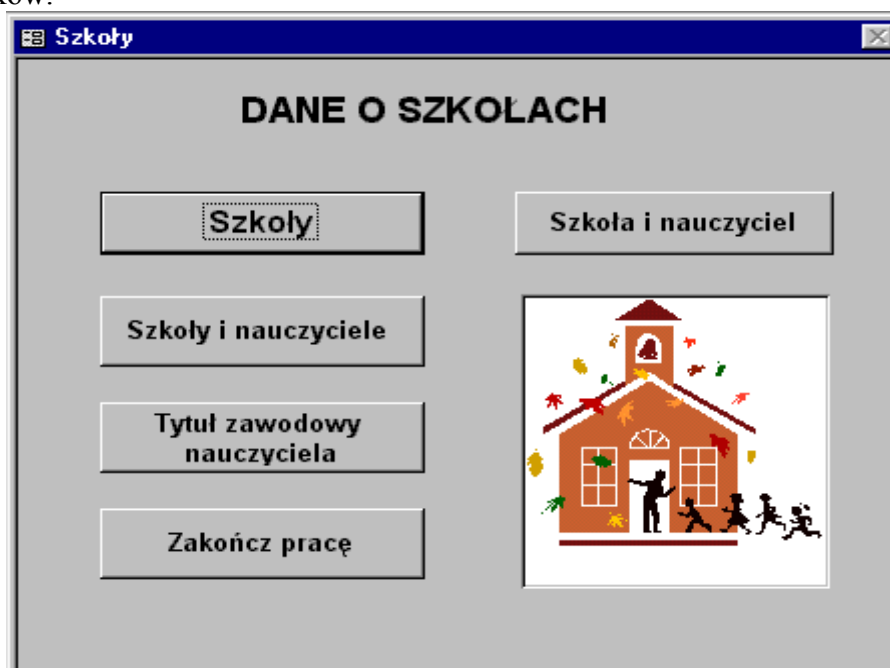 Szkoły
DANE O SZKOŁACH
Szkoły
Szkoła i nauczyciel
Szkoły i nauczyciele
Tytuł zawodowy
nauczyciela
Zakończ pracę